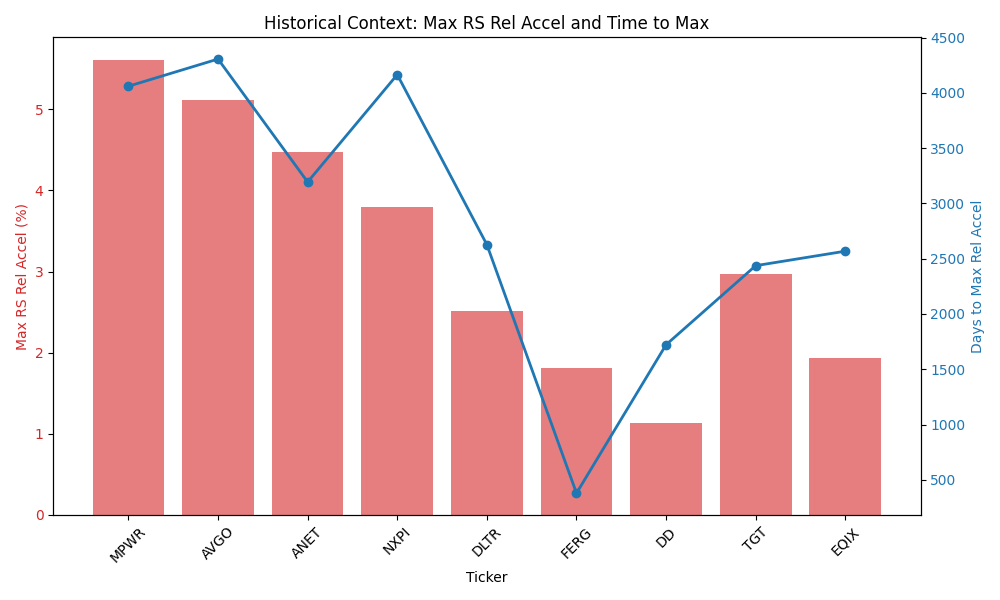 Historical Context: Max RS Rel Accel and Time to Max
Max RS Rel Accel (%)
5
4
3
2
1
0
4500
4000
3500
3000
2500
2000
1500
1000
500
Days to Max Rel Accel
MPWR
AVGO
ANET
NXPI
DLTR
FERG
DD
TGT
EQIX
Ticker